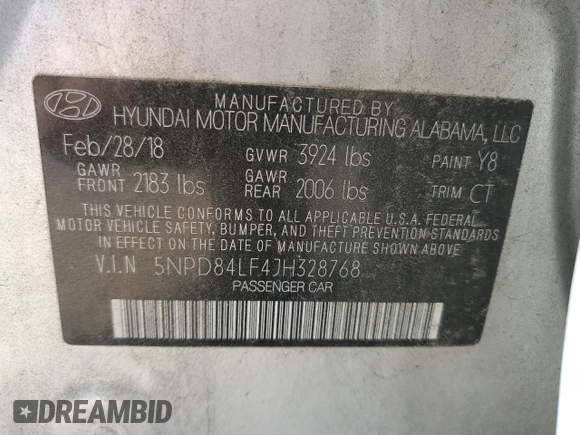 MANUFACTURED BY
HYUNDAI MOTOR MANUFACTURING ALABAMA, LLC
Feb/28/18 GVWR 3924 lbs PAINT Y8
GAWR FRONT 2183 lbs GAWR REAR 2006 lbs TRIM CT
THIS VEHICLE CONFORMS TO ALL APPLICABLE U.S.A. FEDERAL
MOTOR VEHICLE SAFETY, BUMPER, AND THEFT PREVENTION STANDARDS
IN EFFECT ON THE DATE OF MANUFACTURE SHOWN ABOVE.
V.I.N 5NPD84LF4JH328768
PASSENGER CAR
DREAMBID